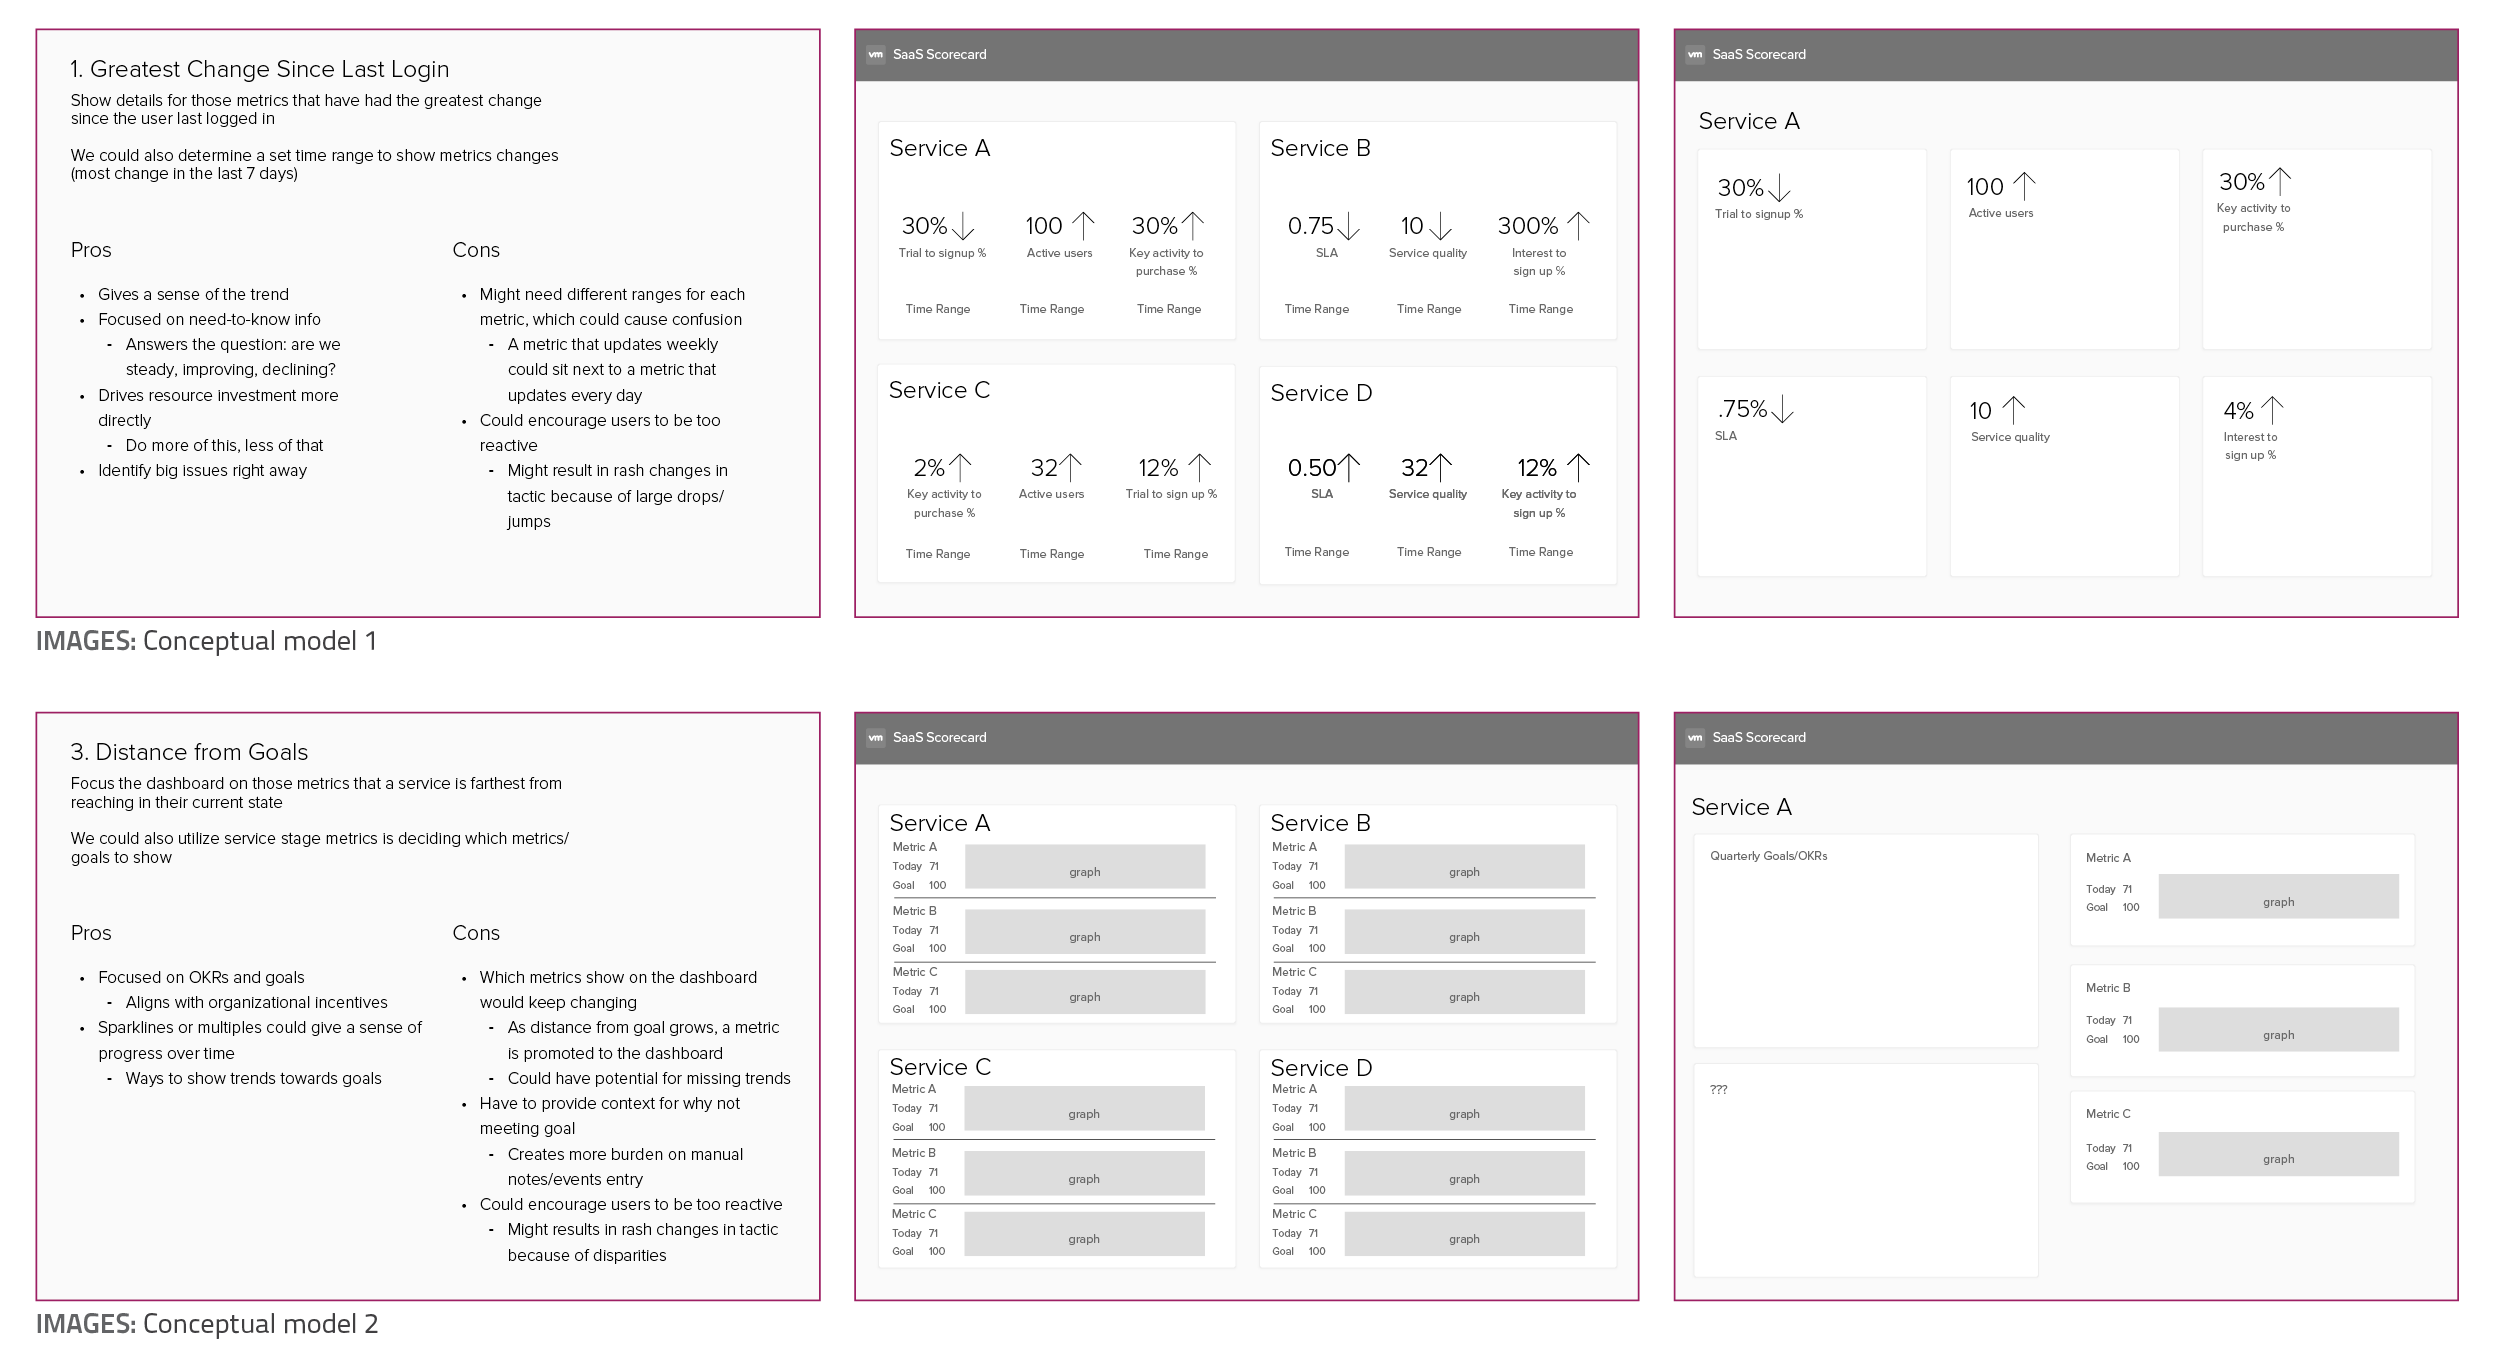 1. Greatest Change Since Last Login
Show details for those metrics that have had the greatest change
since the user last logged in
We could also determine a set time range to show metrics changes
(most change in the last 7 days)
Pros
• Gives a sense of the trend
• Focused on need-to-know info
- Answers the question: are we
steady, improving, declining?
• Drives resource investment more
directly
- Do more of this, less of that
• Identify big issues right away
Cons
• Might need different ranges for each
metric, which could cause confusion
- A metric that updates weekly
could sit next to a metric that
updates every day
• Could encourage users to be too
reactive
- Might result in rash changes in
tactic because of large drops/
jumps
vm SaaS Scorecard
Service A
30% ↓ 100 ↑ 30% ↑
Trial to signup % Active users Key activity to
purchase %
Time Range Time Range Time Range
Service B
0.75 ↓ 10 ↓ 300% ↑
SLA Service quality Interest to
sign up %
Time Range Time Range Time Range
Service C
2% ↑ 32 ↑ 12% ↑
Key activity to Active users Trial to sign up %
purchase %
Time Range Time Range Time Range
Service D
0.50 ↑ 32 ↑ 12% ↑
SLA Service quality Key activity to
sign up %
Time Range Time Range Time Range
vm SaaS Scorecard
Service A
30% ↓
Trial to signup %
100 ↑
Active users
30% ↑
Key activity to
purchase %
.75% ↓
SLA
10 ↑
Service quality
4% ↑
Interest to
sign up %
IMAGES: Conceptual model 1
3. Distance from Goals
Focus the dashboard on those metrics that a service is farthest from
reaching in their current state
We could also utilize service stage metrics is deciding which metrics/
goals to show
Pros
• Focused on OKRs and goals
- Aligns with organizational incentives
• Sparklines or multiples could give a sense of
progress over time
- Ways to show trends towards goals
Cons
• Which metrics show on the dashboard
would keep changing
- As distance from goal grows, a metric
is promoted to the dashboard
- Could have potential for missing trends
• Have to provide context for why not
meeting goal
- Creates more burden on manual
notes/events entry
• Could encourage users to be too reactive
- Might results in rash changes in tactic
because of disparities
vm SaaS Scorecard
Service A
Metric A
Today 71
Goal 100
graph
Metric B
Today 71
Goal 100
graph
Metric C
Today 71
Goal 100
graph
Service B
Metric A
Today 71
Goal 100
graph
Metric B
Today 71
Goal 100
graph
Metric C
Today 71
Goal 100
graph
Service C
Metric A
Today 71
Goal 100
graph
Metric B
Today 71
Goal 100
graph
Metric C
Today 71
Goal 100
graph
Service D
Metric A
Today 71
Goal 100
graph
Metric B
Today 71
Goal 100
graph
Metric C
Today 71
Goal 100
graph
vm SaaS Scorecard
Service A
Quarterly Goals/OKRs
???
Metric A
Today 71
Goal 100
graph
Metric B
Today 71
Goal 100
graph
Metric C
Today 71
Goal 100
graph
IMAGES: Conceptual model 2